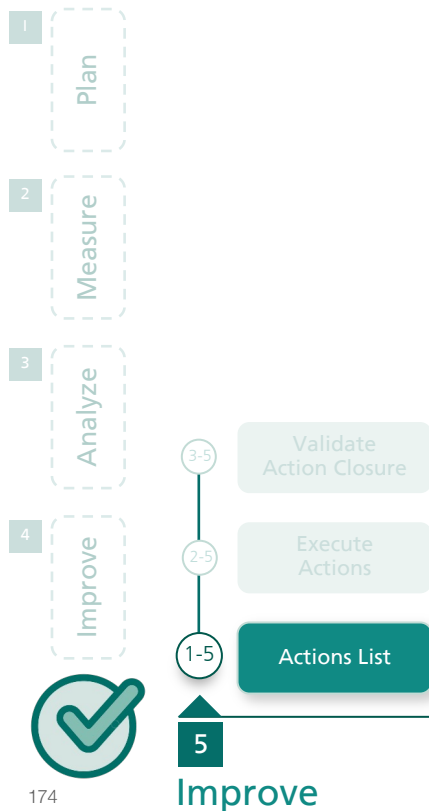 1
Plan
2
Measure
3
Analyze
4
Improve
3-5
Validate
Action Closure
2-5
Execute
Actions
1-5
Actions List
5
Improve
174